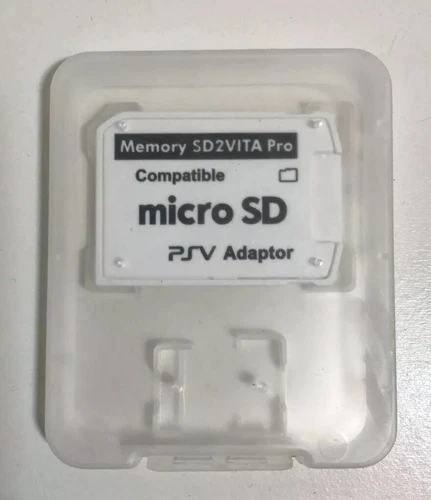 Memory SD2VITA Pro
Compatible
micro SD
PSV Adaptor